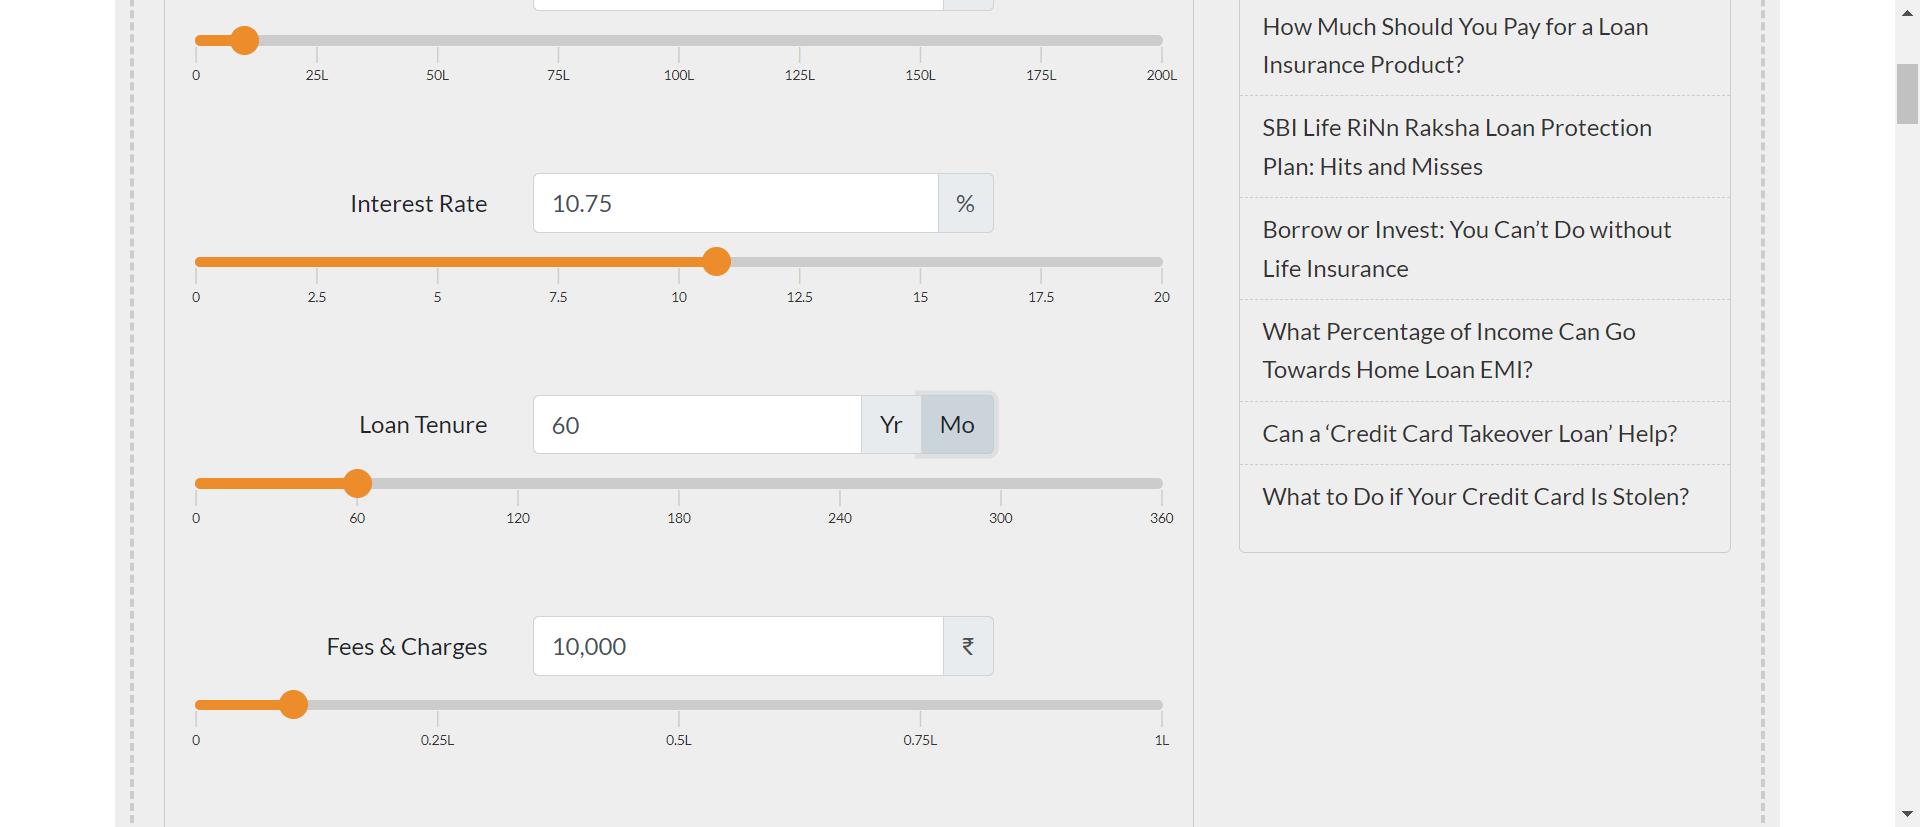 0 25L 50L 75L 100L 125L 150L 175L 200L
Interest Rate 10.75 %
0 2.5 5 7.5 10 12.5 15 17.5 20
Loan Tenure 60 Yr Mo
0 60 120 180 240 300 360
Fees & Charges 10,000 ₹
0 0.25L 0.5L 0.75L 1L
How Much Should You Pay for a Loan
Insurance Product?
SBI Life RiNn Raksha Loan Protection
Plan: Hits and Misses
Borrow or Invest: You Can’t Do without
Life Insurance
What Percentage of Income Can Go
Towards Home Loan EMI?
Can a ‘Credit Card Takeover Loan’ Help?
What to Do if Your Credit Card Is Stolen?